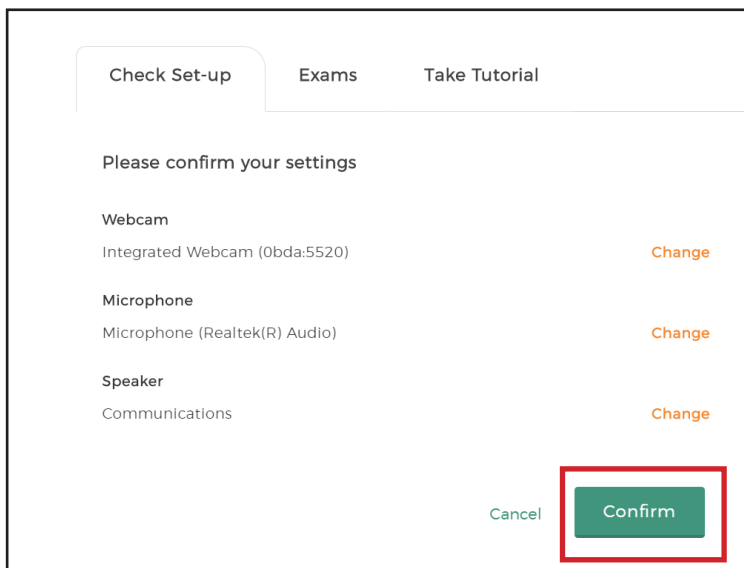 Check Set-up Exams Take Tutorial
Please confirm your settings
Webcam
Integrated Webcam (0bda:5520) Change
Microphone
Microphone (Realtek(R) Audio) Change
Speaker
Communications Change
Cancel Confirm